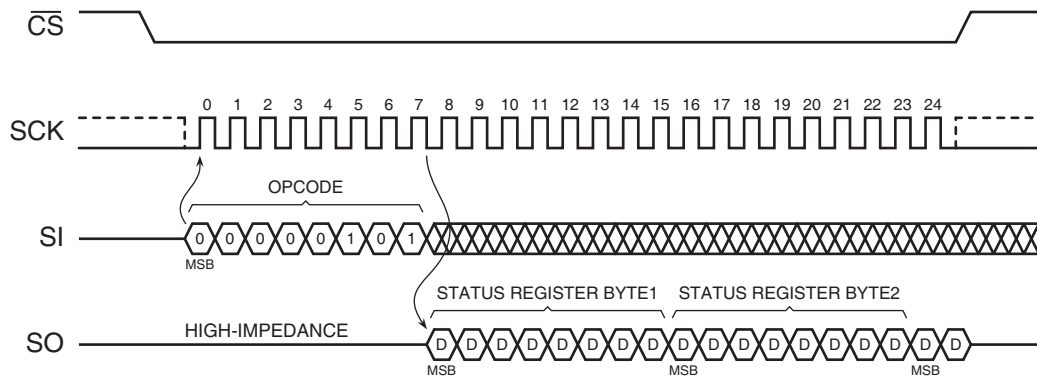 CS
0 1 2 3 4 5 6 7 8 9 10 11 12 13 14 15 16 17 18 19 20 21 22 23 24
SCK
OPCODE
SI
0 0 0 0 0 1 0 1
MSB
STATUS REGISTER BYTE1 STATUS REGISTER BYTE2
HIGH-IMPEDANCE
SO
D D D D D D D D D D D D D D D D D D
MSB MSB MSB